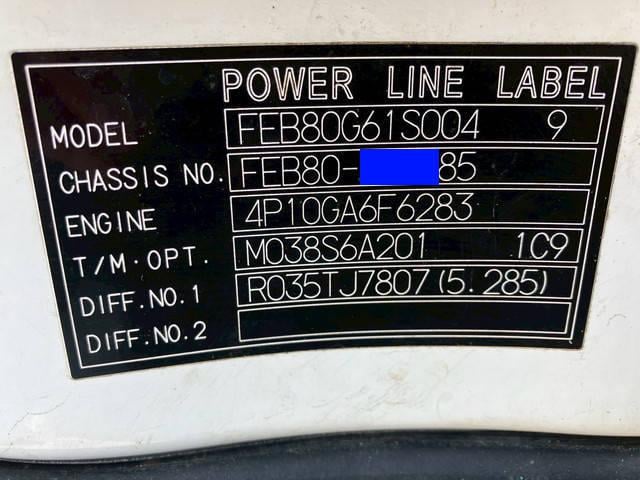 POWER LINE LABEL
MODEL FEB80G61S004 9
CHASSIS NO. FEB80- 85
ENGINE 4P10GA6F6283
T/M·OPT. M038S6A201 1C9
DIFF.NO.1 R035TJ7807(5.285)
DIFF.NO.2